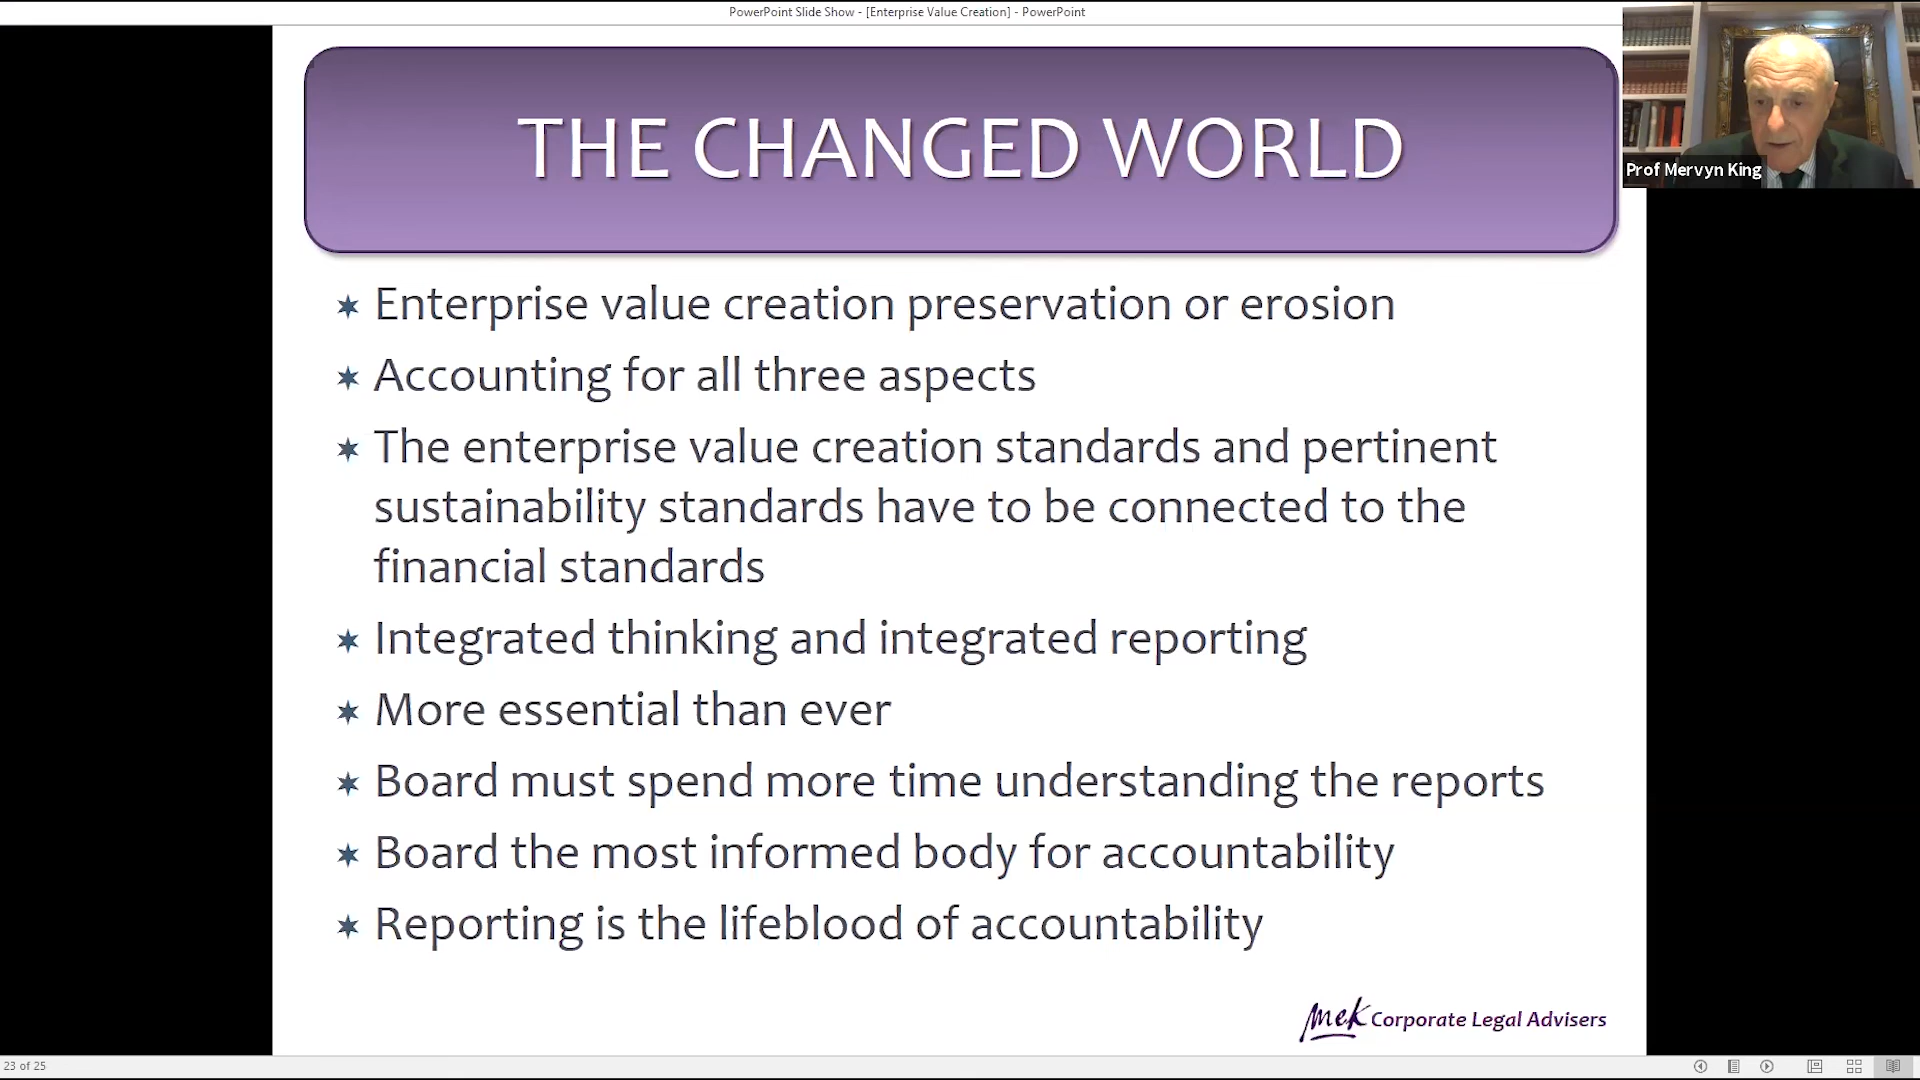 PowerPoint Slide Show - [Enterprise Value Creation] - PowerPoint
THE CHANGED WORLD
Prof Mervyn King
Enterprise value creation preservation or erosion
Accounting for all three aspects
The enterprise value creation standards and pertinent
sustainability standards have to be connected to the
financial standards
Integrated thinking and integrated reporting
More essential than ever
Board must spend more time understanding the reports
Board the most informed body for accountability
Reporting is the lifeblood of accountability
mek Corporate Legal Advisers
23 of 25